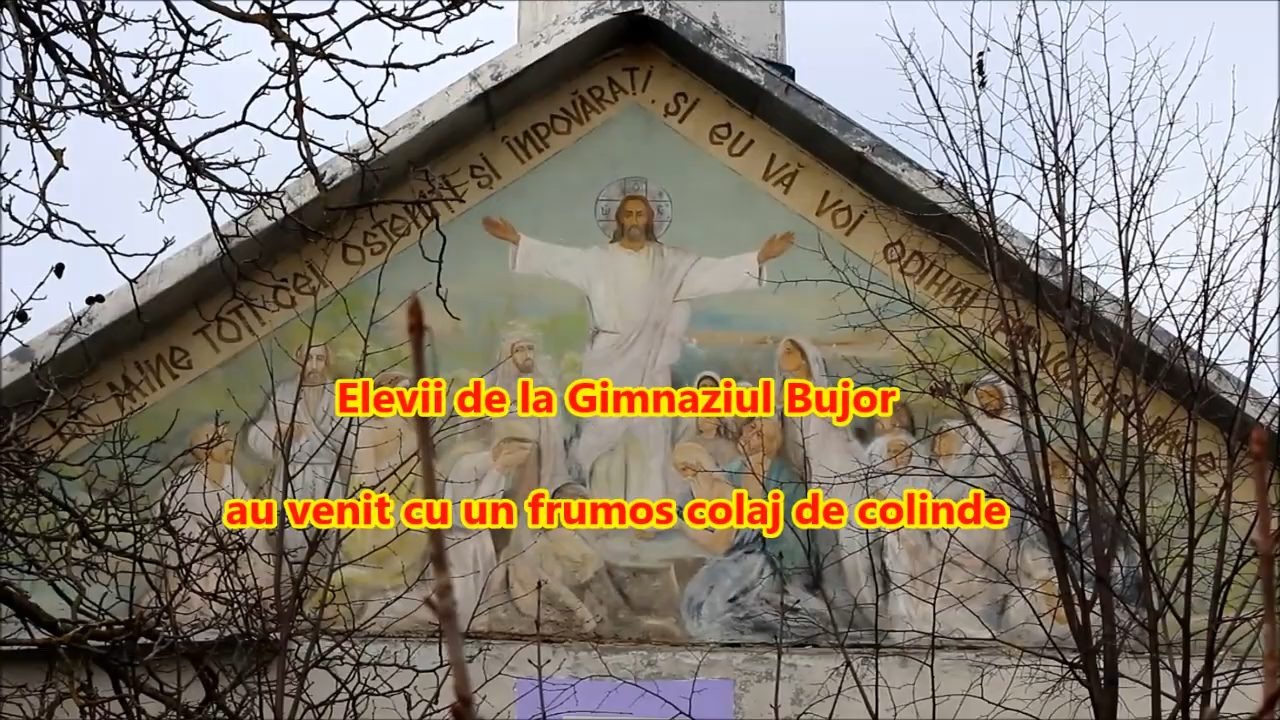 MINE TOȚI CEI OSTENIȚI ȘI ÎNPOVĂRAȚI. ȘI EU VĂ VOI ODIHNI
Elevii de la Gimnaziul Bujor
au venit cu un frumos colaj de colinde